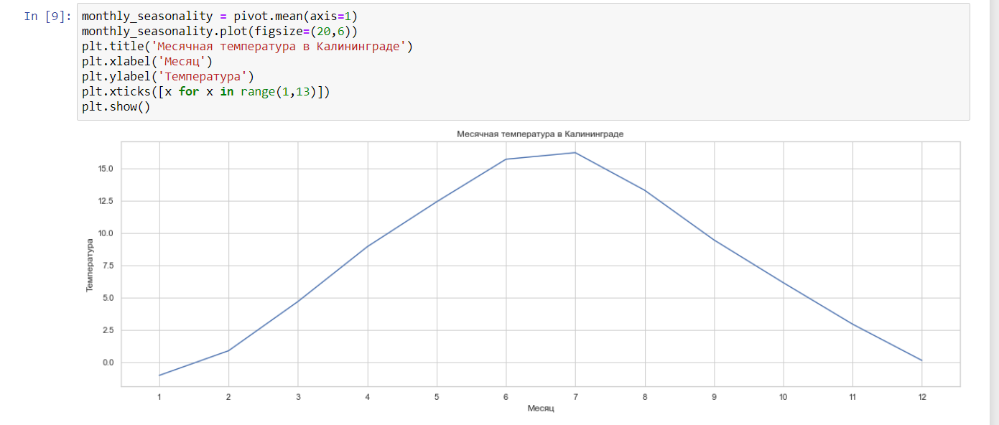 In [9]: monthly_seasonality = pivot.mean(axis=1)
monthly_seasonality.plot(figsize=(20,6))
plt.title('Месячная температура в Калининграде')
plt.xlabel('Месяц')
plt.ylabel('Температура')
plt.xticks([x for x in range(1,13)])
plt.show()
Месячная температура в Калининграде
15.0
12.5
10.0
7.5
5.0
2.5
0.0
Температура
1 2 3 4 5 6 7 8 9 10 11 12
Месяц